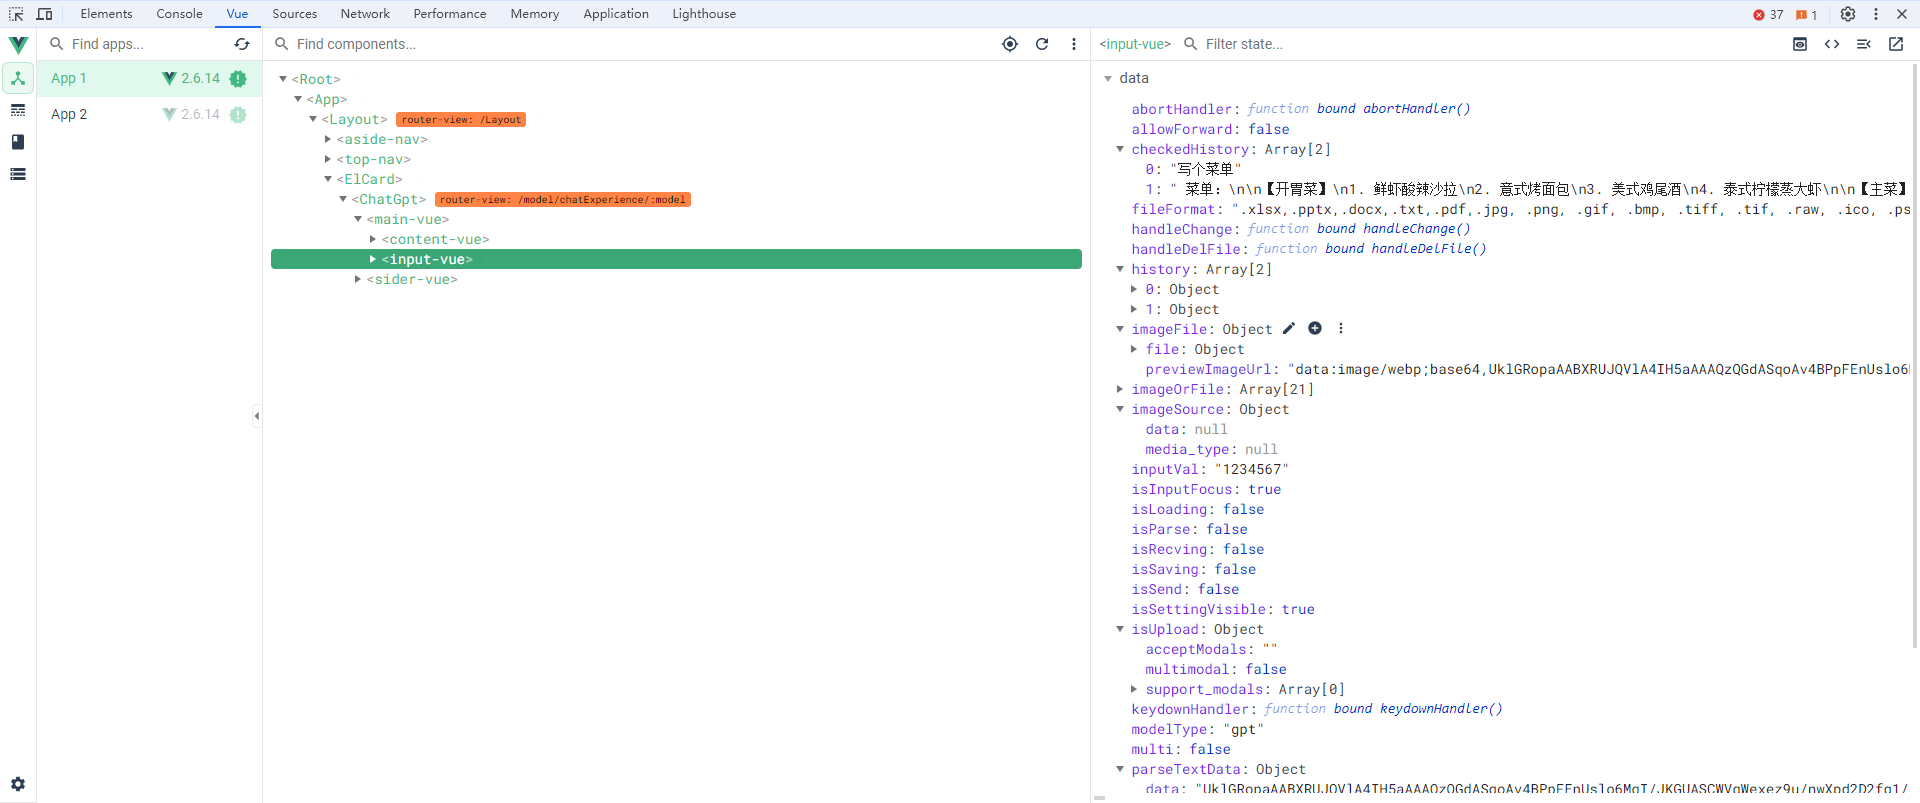 Elements Console Vue Sources Network Performance Memory Application Lighthouse 37 1
Find apps...
Find components...
<input-vue> Filter state...
App 1 2.6.14
App 2 2.6.14
<Root>
<App>
<Layout> router-view: /Layout
<aside-nav>
<top-nav>
<ElCard>
<ChatGpt> router-view: /model/chatExperience/:model
<main-vue>
<content-vue>
<input-vue>
<sider-vue>
data
abortHandler: function bound abortHandler()
allowForward: false
checkedHistory: Array[2]
0: "写个菜单"
1: " 菜单：\n\n【开胃菜】\n1. 鲜虾酸辣沙拉\n2. 意式烤面包\n3. 美式鸡尾酒\n4. 泰式柠檬蒸大虾\n\n【主菜】
fileFormat: ".xlsx,.pptx,.docx,.txt,.pdf,.jpg, .png, .gif, .bmp, .tiff, .tif, .raw, .ico, .ps
handleChange: function bound handleChange()
handleDelFile: function bound handleDelFile()
history: Array[2]
0: Object
1: Object
imageFile: Object
file: Object
previewImageUrl: "data:image/webp;base64,UklGRopaAABXRUJQVlA4IH5aAAAQzQGdASqoAv4BPpFEnUslo6
imageOrFile: Array[21]
imageSource: Object
data: null
media_type: null
inputVal: "1234567"
isInputFocus: true
isLoading: false
isParse: false
isRecving: false
isSaving: false
isSend: false
isSettingVisible: true
isUpload: Object
acceptModals: ""
multimodal: false
support_modals: Array[0]
keydownHandler: function bound keydownHandler()
modelType: "gpt"
multi: false
parseTextData: Object
data: "UklGRopaAABXRUJQVlA4IH5aAAAQzQGdASqoAv4BPpFEnUslo6MqI/JKGUASCWVgWexez9u/nwXpd2D2fq1/